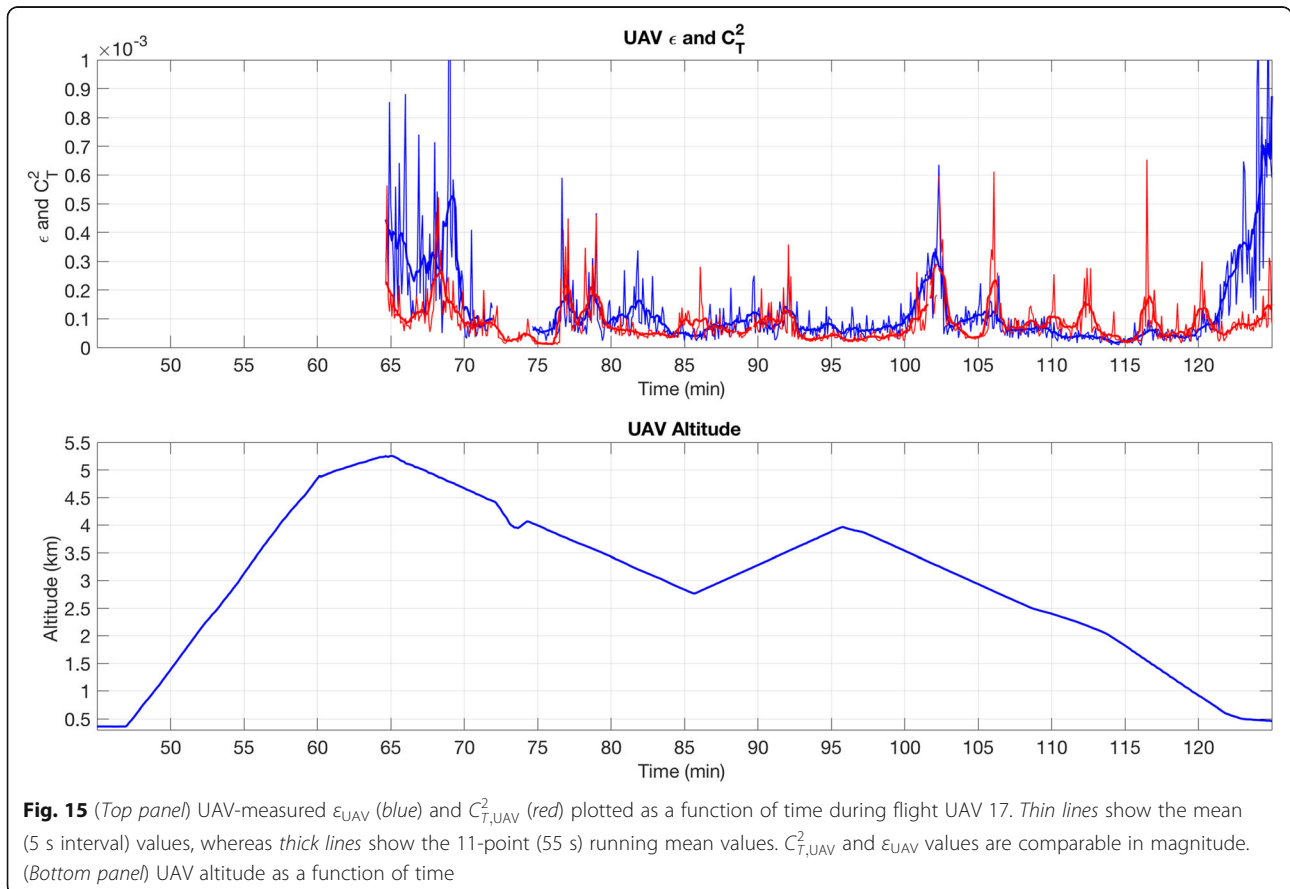 UAV ϵ and C_T^2
×10^-3
1
0.9
0.8
0.7
0.6
0.5
0.4
0.3
0.2
0.1
0
ϵ and C_T^2
50 55 60 65 70 75 80 85 90 95 100 105 110 115 120
Time (min)
UAV Altitude
5.5
5
4.5
4
3.5
3
2.5
2
1.5
1
0.5
Altitude (km)
50 55 60 65 70 75 80 85 90 95 100 105 110 115 120
Time (min)
Fig. 15 (Top panel) UAV-measured ε_UAV (blue) and C^2_T,UAV (red) plotted as a function of time during flight UAV 17. Thin lines show the mean
(5 s interval) values, whereas thick lines show the 11-point (55 s) running mean values. C^2_T,UAV and ε_UAV values are comparable in magnitude.
(Bottom panel) UAV altitude as a function of time